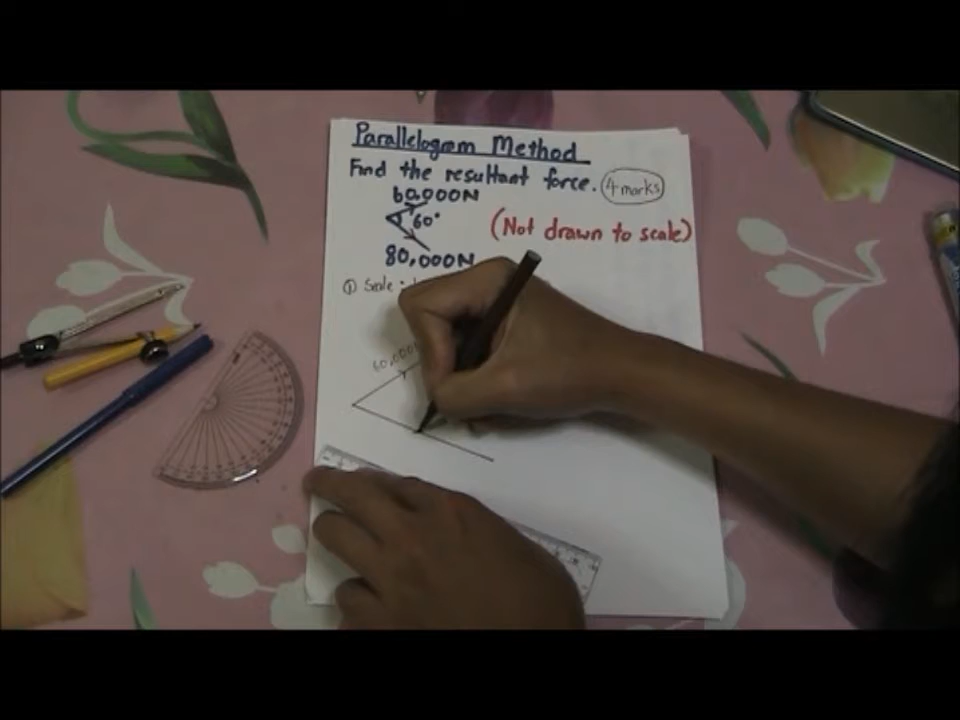 Parallelogram Method
Find the resultant force. 4 marks
60,000N
60°
(Not drawn to scale)
80,000N
① Scale :
60,000